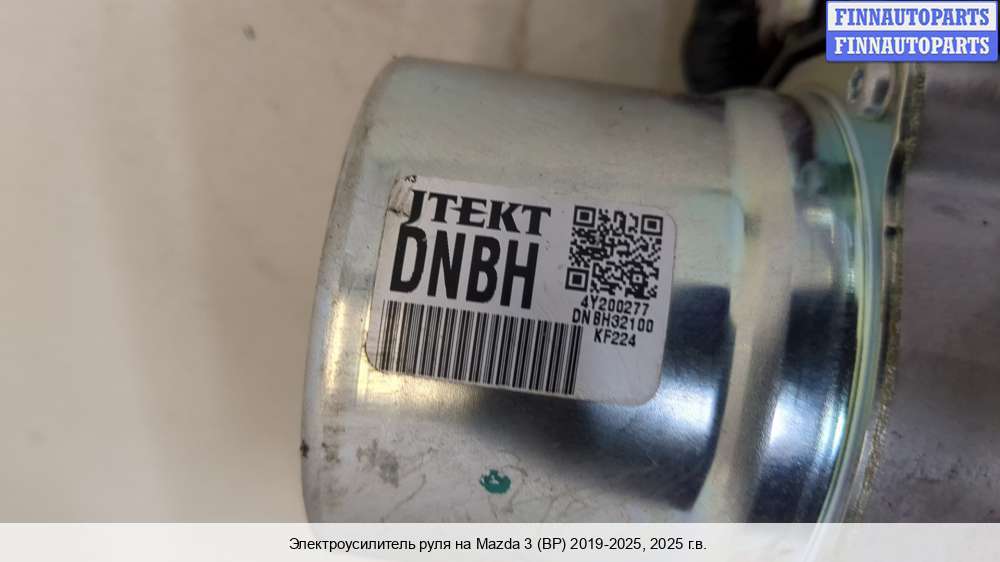 FINNAUTOPARTS
FINNAUTOPARTS
JTEKT
DNBH
4Y200277
DNBH32100
KF224
Электроусилитель руля на Mazda 3 (BP) 2019-2025, 2025 г.в.